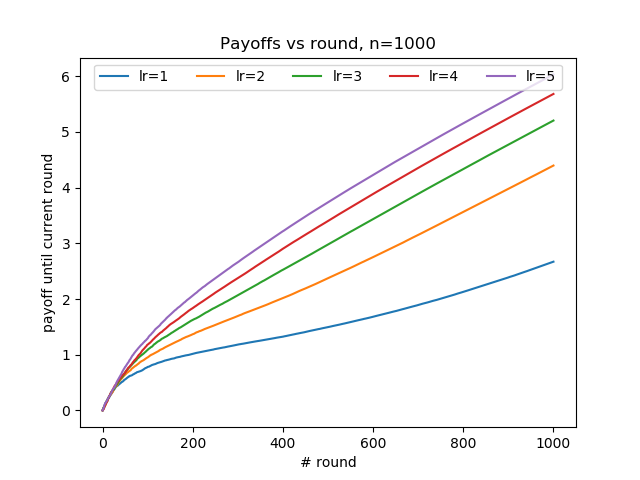 Payoffs vs round, n=1000
lr=1 lr=2 lr=3 lr=4 lr=5
6
5
4
3
2
1
0
payoff until current round
0 200 400 600 800 1000
# round